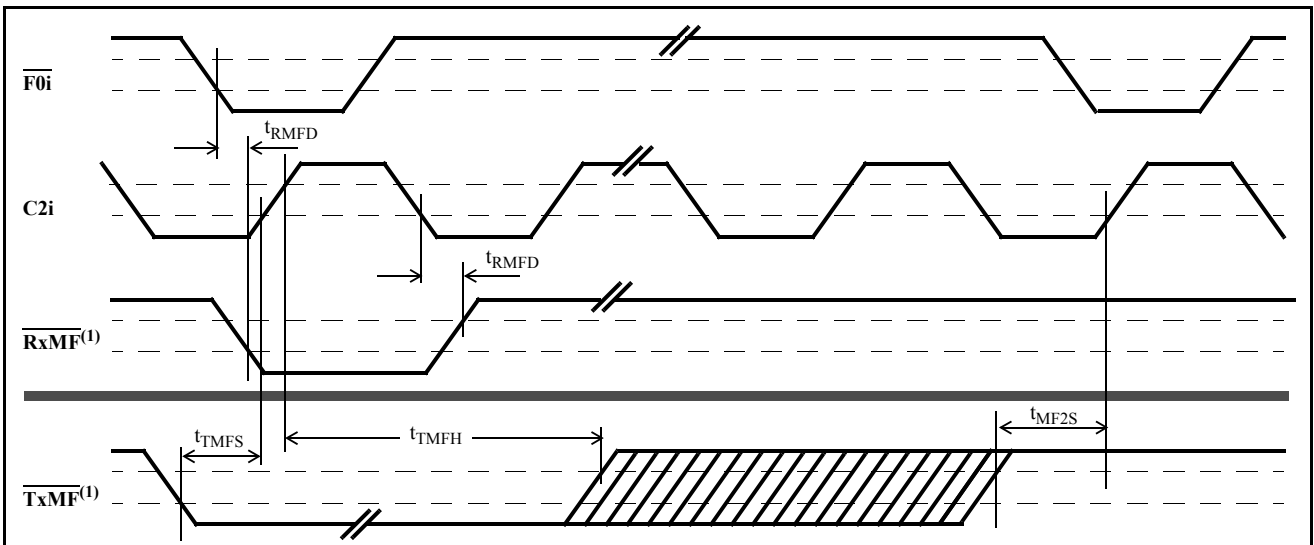 F0i
tRMFD
C2i
tRMFD
RxMF(1)
tTMFS
tTMFH
tMF2S
TxMF(1)